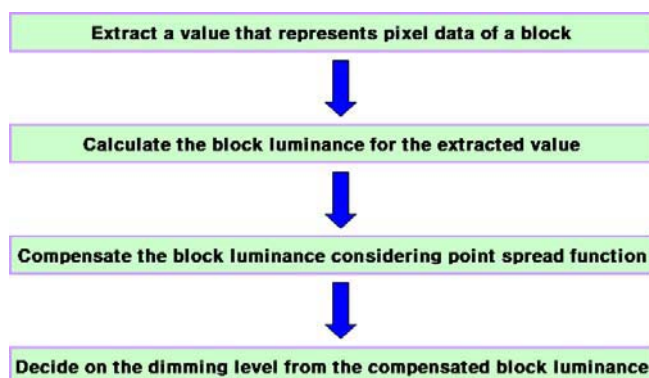 Extract a value that represents pixel data of a block
Calculate the block luminance for the extracted value
Compensate the block luminance considering point spread function
Decide on the dimming level from the compensated block luminance